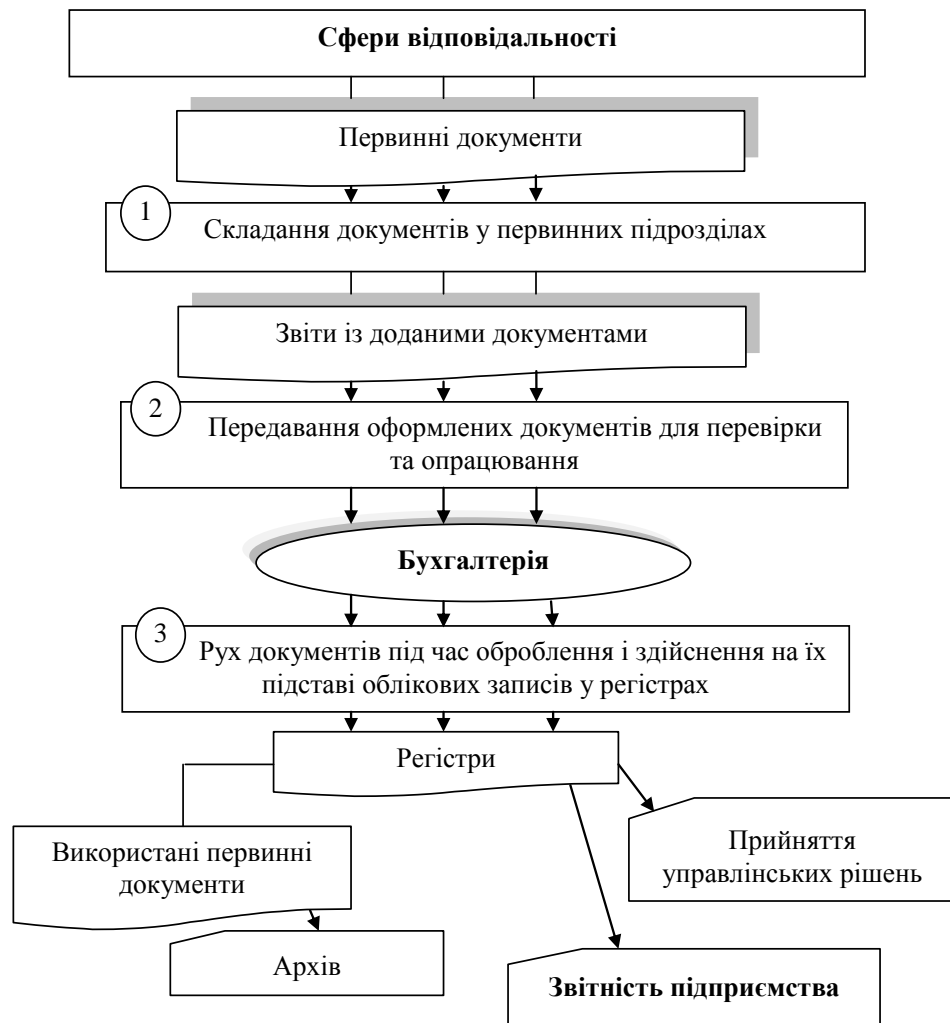 Сфери відповідальності
Первинні документи
1
Складання документів у первинних підрозділах
Звіти із доданими документами
2
Передавання оформлених документів для перевірки
та опрацювання
Бухгалтерія
3
Рух документів під час оброблення і здійснення на їх
підставі облікових записів у регістрах
Регістри
Використані первинні
документи
Прийняття
управлінських рішень
Архів
Звітність підприємства